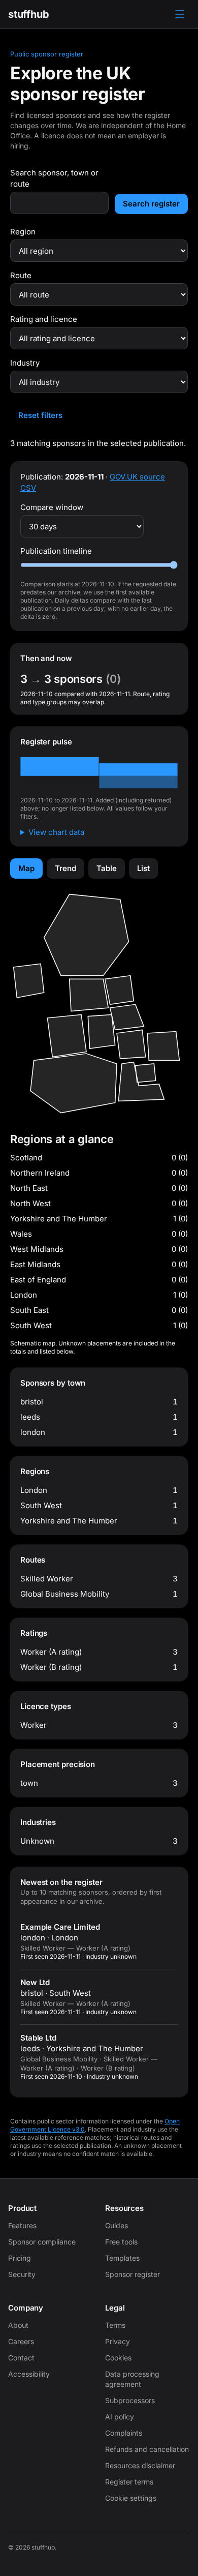 stuffhub
Public sponsor register
Explore the UK
sponsor register
Find licensed sponsors and see how the register
changes over time. We are independent of the Home
Office. A licence does not mean an employer is
hiring.
Search sponsor, town or
route
Search register
Region
All region
Route
All route
Rating and licence
All rating and licence
Industry
All industry
Reset filters
3 matching sponsors in the selected publication.
Publication: 2026-11-11 · GOV.UK source
CSV
Compare window
30 days
Publication timeline
Comparison starts at 2026-11-10. If the requested date
predates our archive, we use the first available
publication. Daily deltas compare with the last
publication on a previous day; with no earlier day, the
delta is zero.
Then and now
3 → 3 sponsors (0)
2026-11-10 compared with 2026-11-11. Route, rating
and type groups may overlap.
Register pulse
2026-11-10 to 2026-11-11. Added (including returned)
above; no longer listed below. All values follow your
filters.
▶ View chart data
Map Trend Table List
Regions at a glance
Scotland 0 (0)
Northern Ireland 0 (0)
North East 0 (0)
North West 0 (0)
Yorkshire and The Humber 1 (0)
Wales 0 (0)
West Midlands 0 (0)
East Midlands 0 (0)
East of England 0 (0)
London 1 (0)
South East 0 (0)
South West 1 (0)
Schematic map. Unknown placements are included in the
totals and listed below.
Sponsors by town
bristol 1
leeds 1
london 1
Regions
London 1
South West 1
Yorkshire and The Humber 1
Routes
Skilled Worker 3
Global Business Mobility 1
Ratings
Worker (A rating) 3
Worker (B rating) 1
Licence types
Worker 3
Placement precision
town 3
Industries
Unknown 3
Newest on the register
Up to 10 matching sponsors, ordered by first
appearance in our archive.
Example Care Limited
london · London
Skilled Worker — Worker (A rating)
First seen 2026-11-11 · Industry unknown
New Ltd
bristol · South West
Skilled Worker — Worker (A rating)
First seen 2026-11-11 · Industry unknown
Stable Ltd
leeds · Yorkshire and The Humber
Global Business Mobility · Skilled Worker —
Worker (A rating) · Worker (B rating)
First seen 2026-11-10 · Industry unknown
Contains public sector information licensed under the Open
Government Licence v3.0. Placement and industry use the
latest available reference matches; historical routes and
ratings use the selected publication. An unknown placement
or industry means no confident match is available.
Product
Features
Sponsor compliance
Pricing
Security
Resources
Guides
Free tools
Templates
Sponsor register
Company
About
Careers
Contact
Accessibility
Legal
Terms
Privacy
Cookies
Data processing
agreement
Subprocessors
AI policy
Complaints
Refunds and cancellation
Resources disclaimer
Register terms
Cookie settings
© 2026 stuffhub.